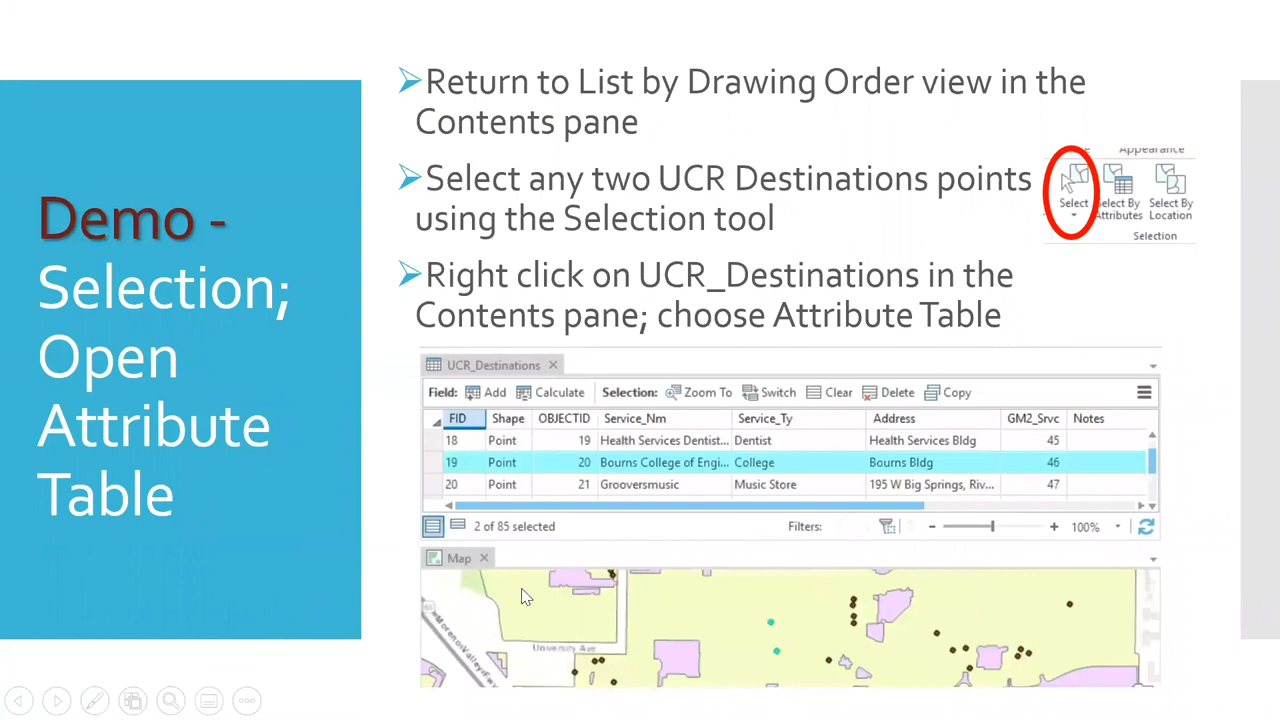 Demo -
Selection;
Open
Attribute
Table
Return to List by Drawing Order view in the
Contents pane
Select any two UCR Destinations points
using the Selection tool
Right click on UCR_Destinations in the
Contents pane; choose Attribute Table
Appearance
Select
Select By
Attributes
Select By
Location
Selection
UCR_Destinations
Field: Add Calculate Selection: Zoom To Switch Clear Delete Copy
FID Shape OBJECTID Service_Nm Service_Ty Address GM2_Srvc Notes
18 Point 19 Health Services Dentist... Dentist Health Services Bldg 45
19 Point 20 Bourns College of Engi... College Bourns Bldg 46
20 Point 21 Grooversmusic Music Store 195 W Big Springs, Riv... 47
2 of 85 selected Filters: 100%
Map
University Ave